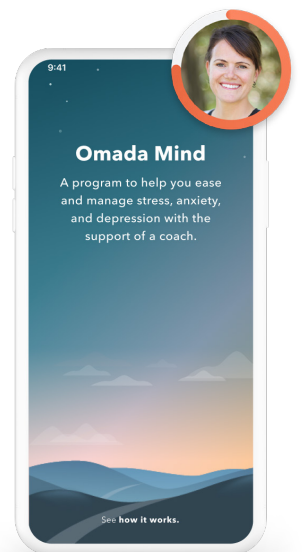 9:41
Omada Mind
A program to help you ease
and manage stress, anxiety,
and depression with the
support of a coach.
See how it works.